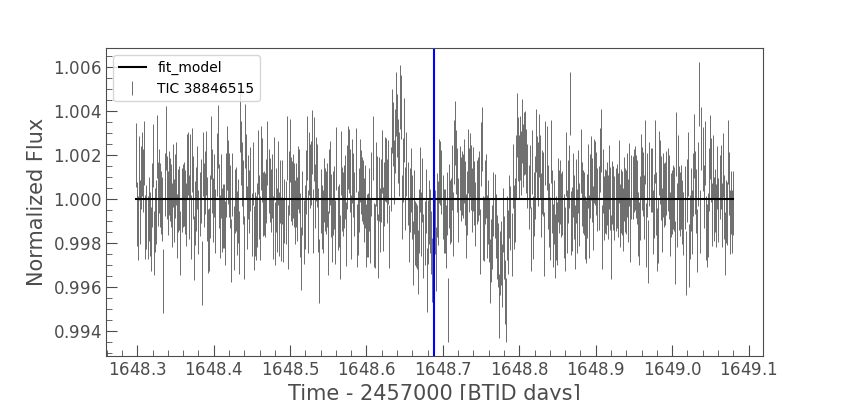 fit_model
TIC 38846515
1.006
1.004
1.002
1.000
0.998
0.996
0.994
Normalized Flux
1648.3 1648.4 1648.5 1648.6 1648.7 1648.8 1648.9 1649.0 1649.1
Time - 2457000 [BTJD days]